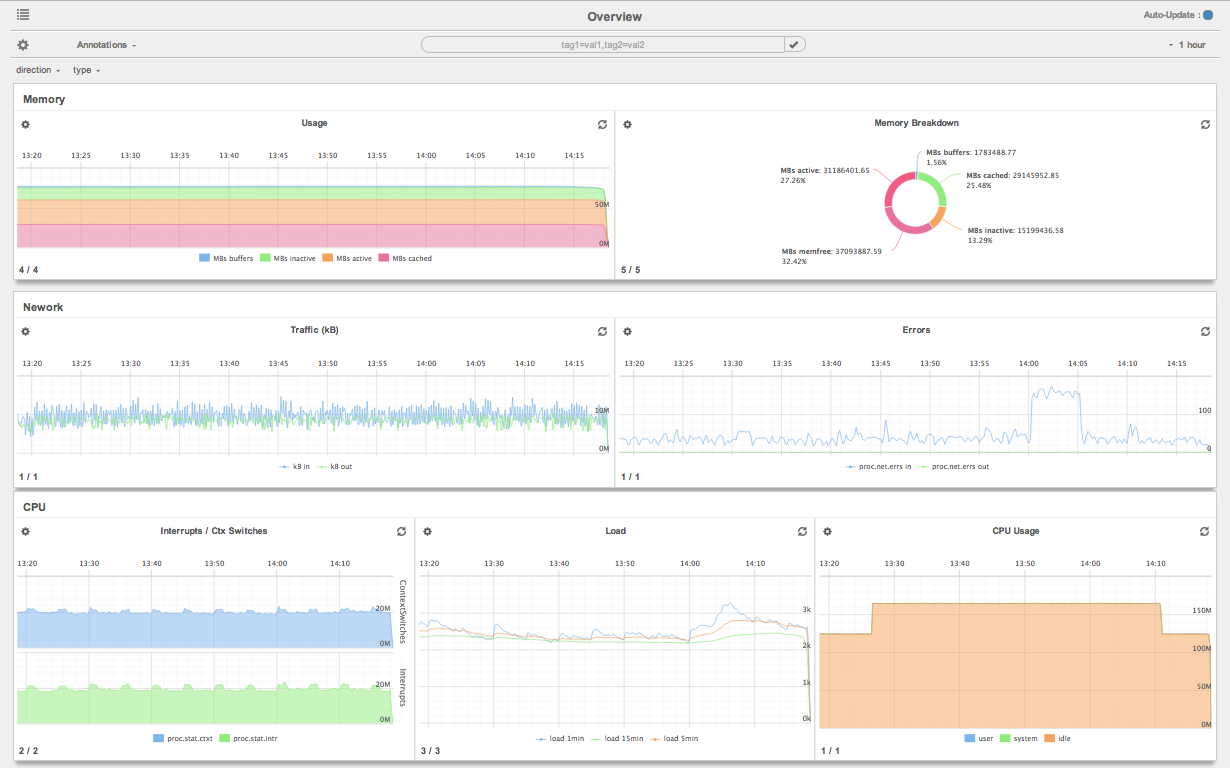 Overview
Auto-Update :
Annotations
tag1=val1,tag2=val2
1 hour
direction type
Memory
Usage
13:20 13:25 13:30 13:35 13:40 13:45 13:50 13:55 14:00 14:05 14:10 14:15
50M
0M
MBs buffers MBs inactive MBs active MBs cached
4 / 4
Memory Breakdown
MBs buffers: 1783488.77
1.56%
MBs active: 31186401.65
27.26%
MBs cached: 29145952.85
25.48%
MBs inactive: 15199436.58
13.29%
MBs memfree: 37093887.59
32.42%
5 / 5
Nework
Traffic (kB)
13:20 13:25 13:30 13:35 13:40 13:45 13:50 13:55 14:00 14:05 14:10 14:15
10M
0M
kB in kB out
1 / 1
Errors
13:20 13:25 13:30 13:35 13:40 13:45 13:50 13:55 14:00 14:05 14:10 14:15
100
0
proc.net.errs in proc.net.errs out
1 / 1
CPU
Interrupts / Ctx Switches
13:20 13:30 13:40 13:50 14:00 14:10
ContextSwitches
20M
0M
Interrupts
20M
0M
proc.stat.ctxt proc.stat.intr
2 / 2
Load
13:20 13:30 13:40 13:50 14:00 14:10
3k
2k
1k
0k
load 1min load 15min load 5min
3 / 3
CPU Usage
13:20 13:30 13:40 13:50 14:00 14:10
150M
100M
50M
0M
user system idle
1 / 1